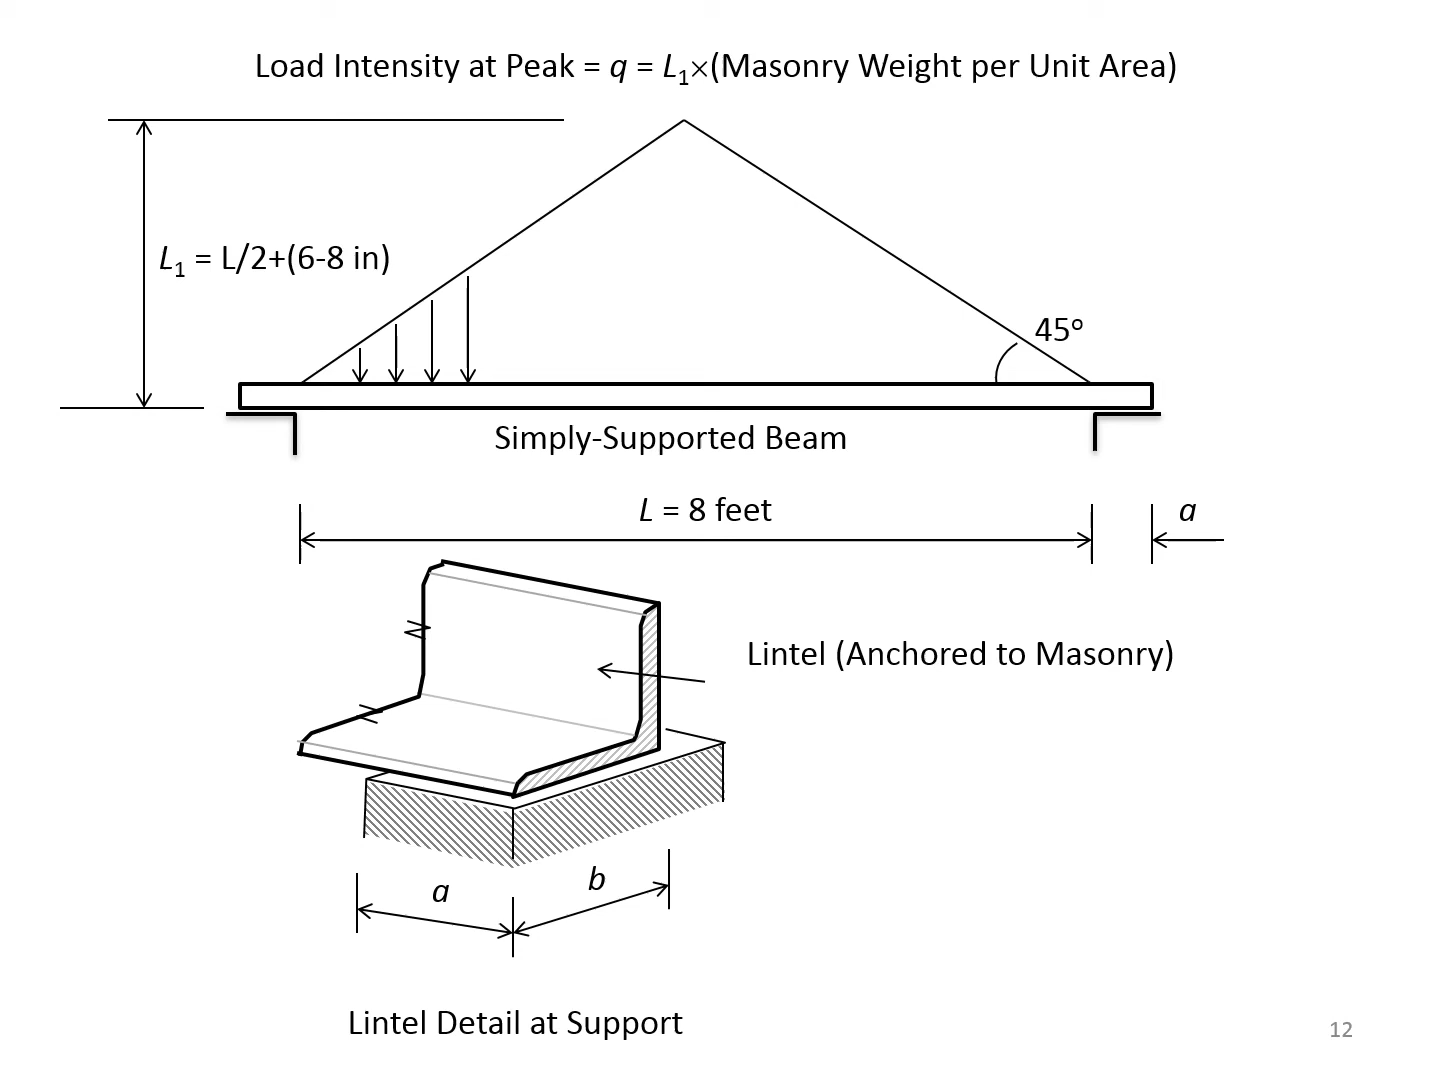 Load Intensity at Peak = q = L₁×(Masonry Weight per Unit Area)
L₁ = L/2+(6-8 in)
45°
Simply-Supported Beam
L = 8 feet
a
Lintel (Anchored to Masonry)
a
b
Lintel Detail at Support
12